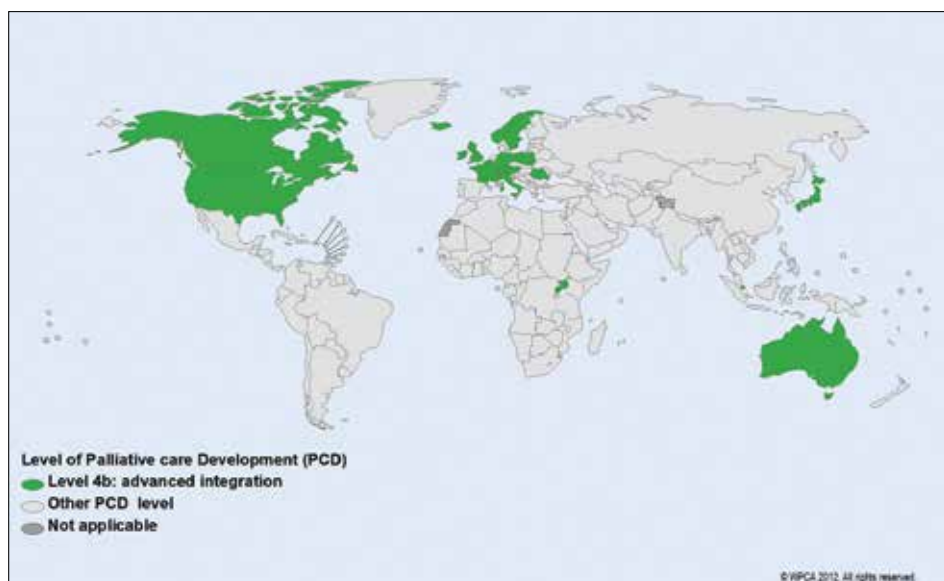 Level of Palliative care Development (PCD)
Level 4b: advanced integration
Other PCD level
Not applicable
© WPCA 2012. All rights reserved.